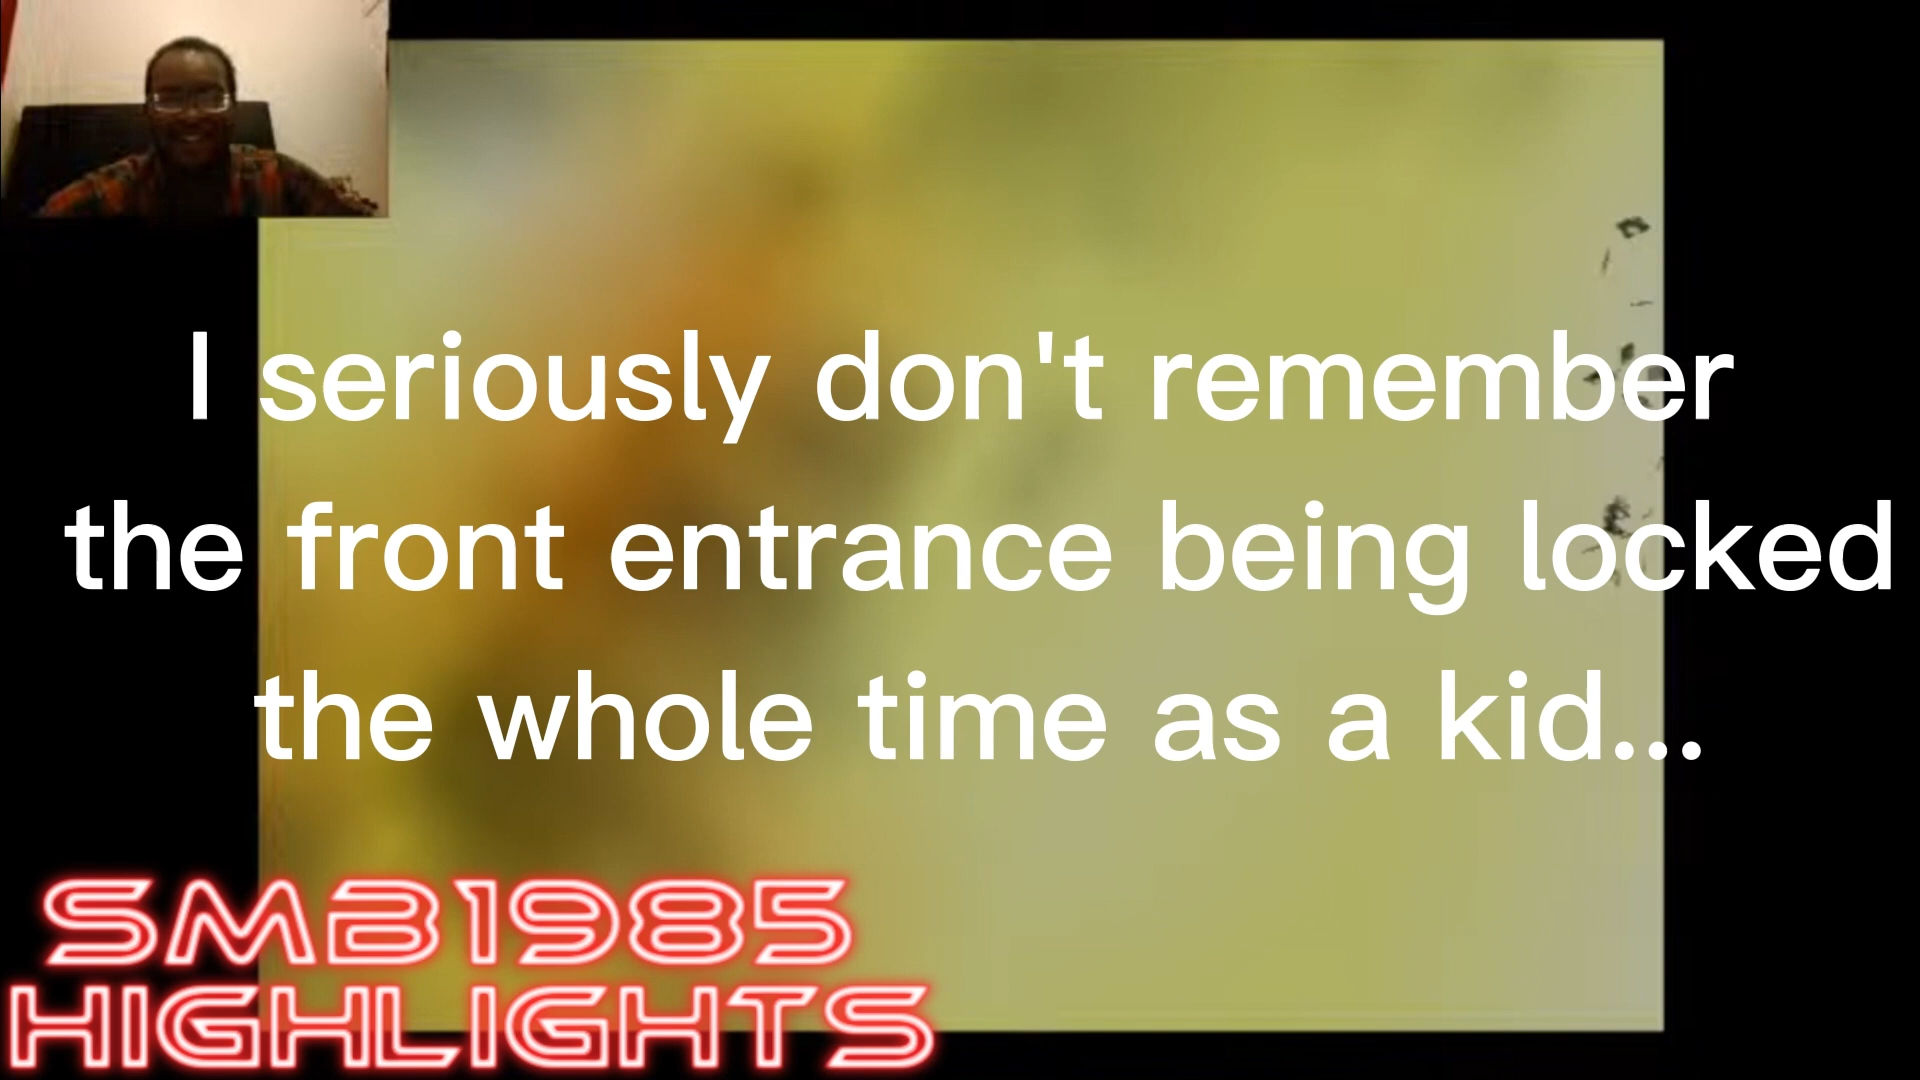 I seriously don't remember
the front entrance being locked
the whole time as a kid...
SMB1985
HIGHLIGHTS